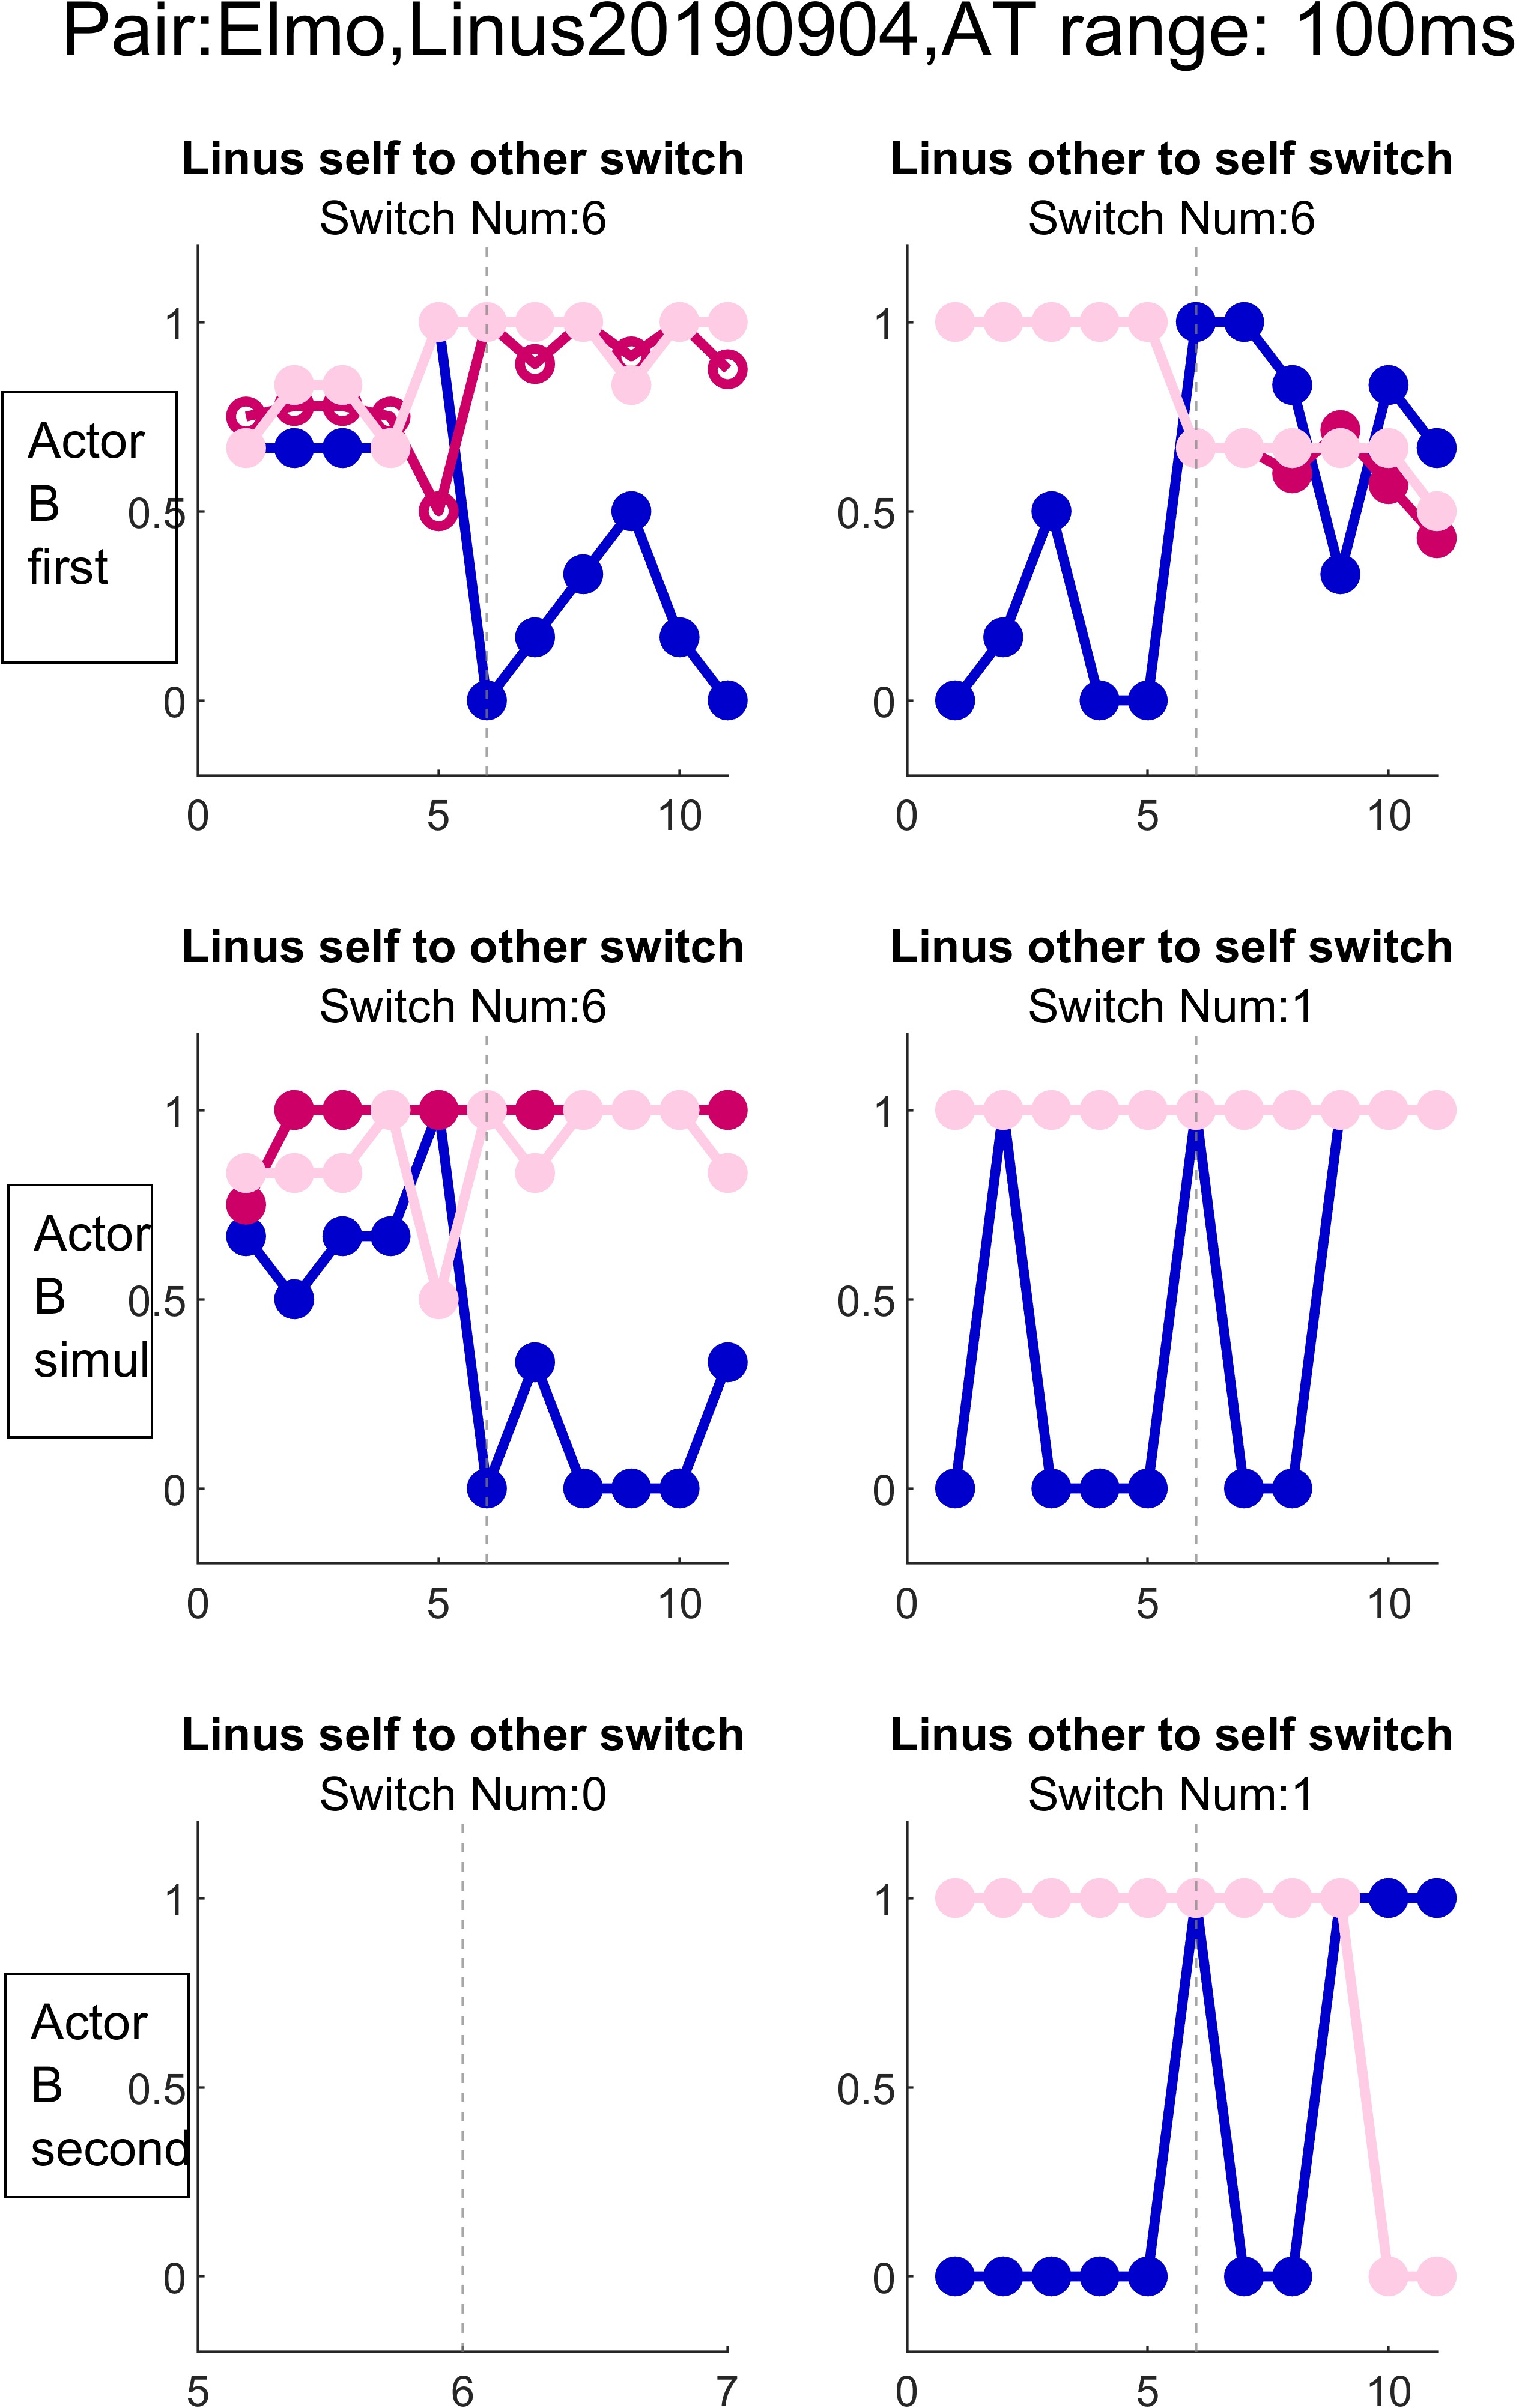 Pair:Elmo,Linus20190904,AT range: 100ms
Linus self to other switch
Switch Num:6
1
0.5
0
0 5 10
Actor
B
first
Linus other to self switch
Switch Num:6
1
0.5
0
0 5 10
Linus self to other switch
Switch Num:6
1
0.5
0
0 5 10
Actor
B
simul
Linus other to self switch
Switch Num:1
1
0.5
0
0 5 10
Linus self to other switch
Switch Num:0
1
0.5
0
5 6 7
Actor
B
second
Linus other to self switch
Switch Num:1
1
0.5
0
0 5 10